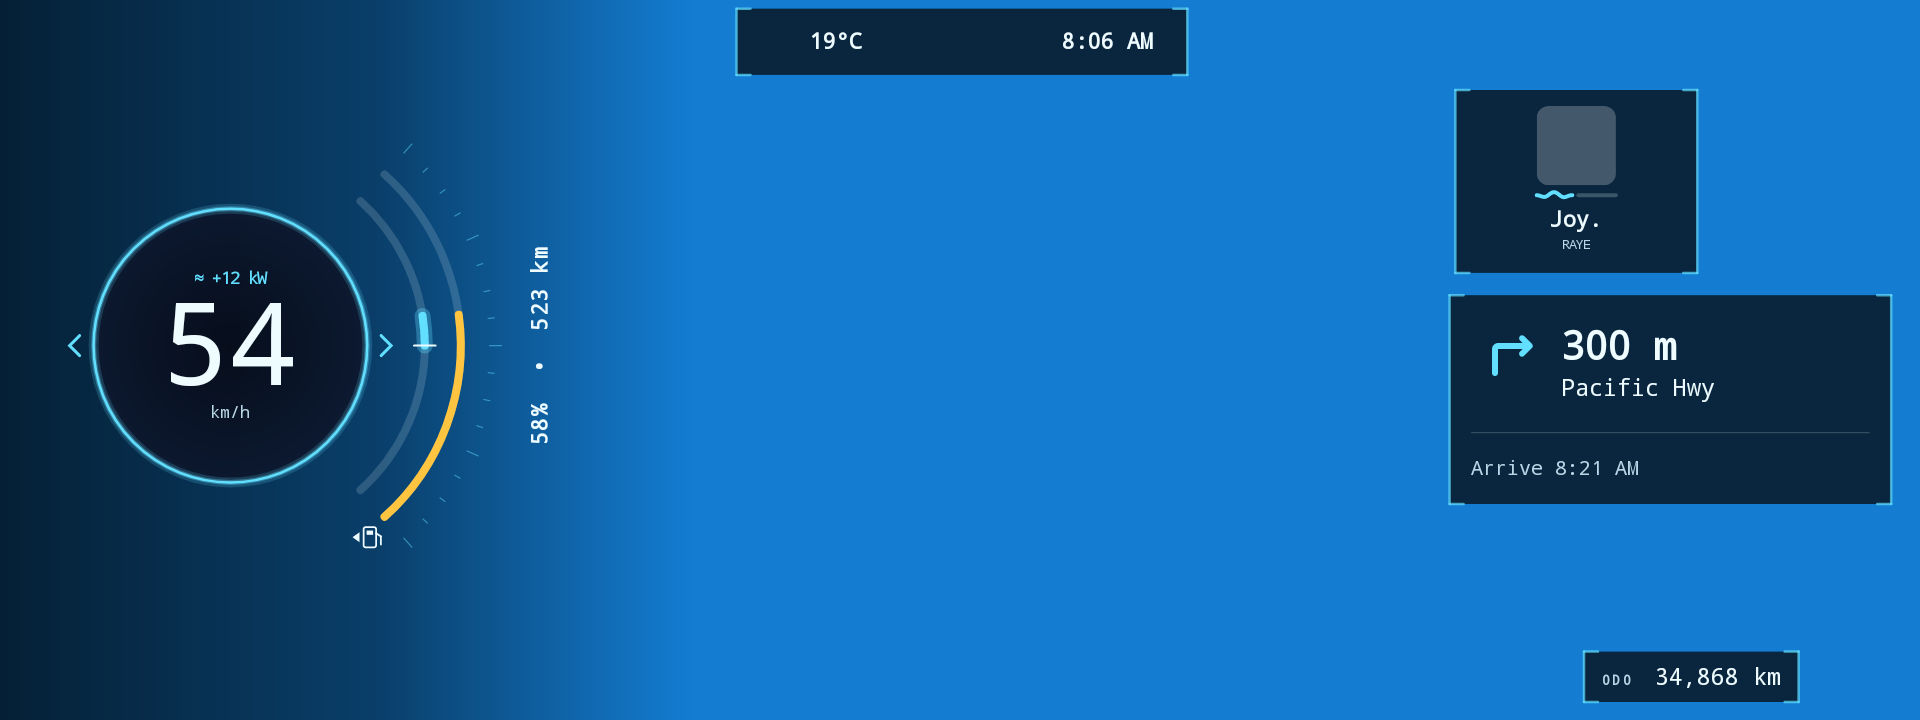 19°C 8:06 AM
≈ +12 kW
54
km/h
58% • 523 km
Joy.
RAYE
300 m
Pacific Hwy
Arrive 8:21 AM
ODO 34,868 km